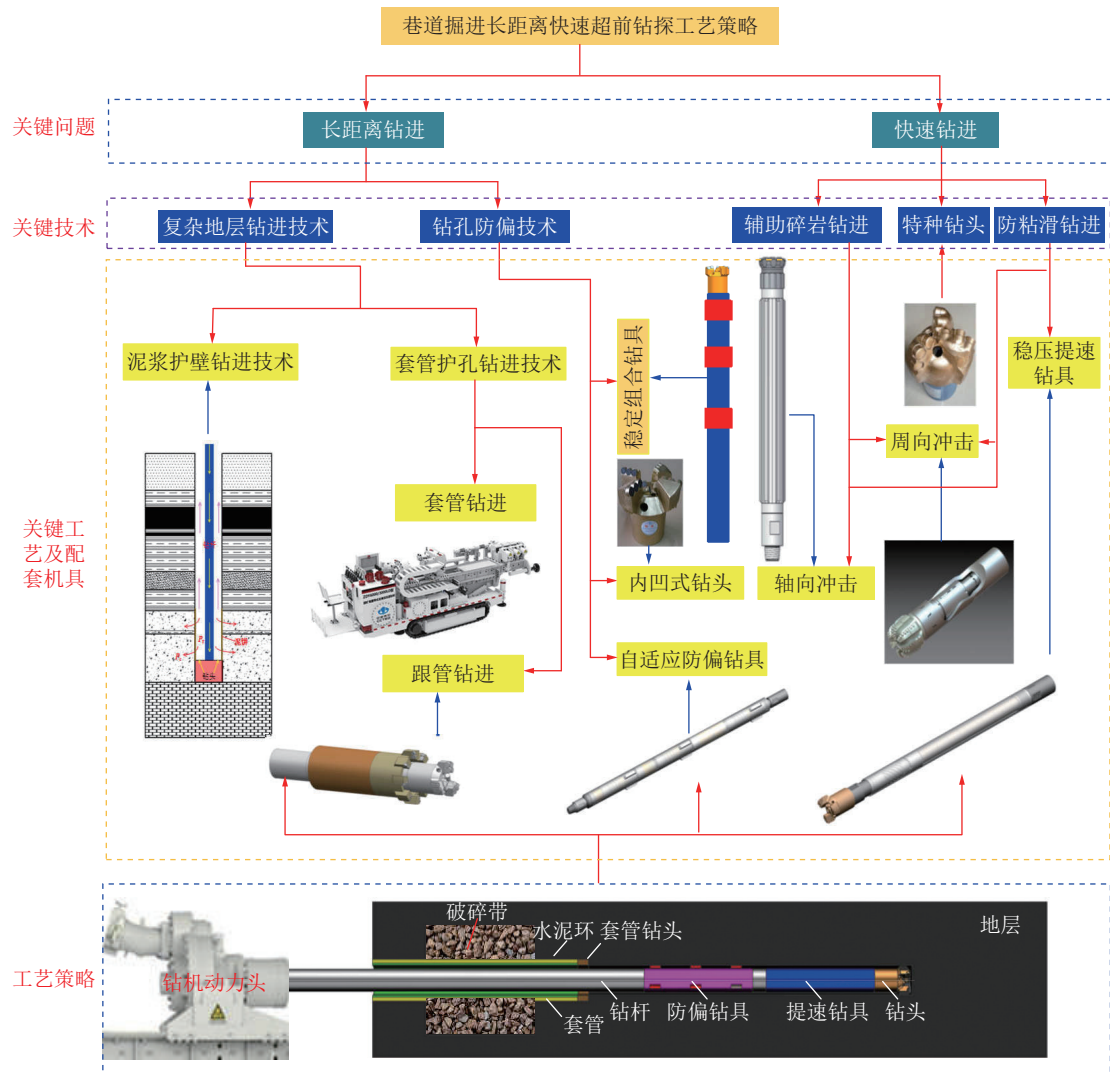 巷道掘进长距离快速超前钻探工艺策略
关键问题
长距离钻进
快速钻进
关键技术
复杂地层钻进技术
钻孔防偏技术
辅助碎岩钻进
特种钻头
防粘滑钻进
泥浆护壁钻进技术
套管护孔钻进技术
稳定组合钻具
稳压提速
钻具
周向冲击
套管钻进
关键工
艺及配
套机具
内凹式钻头
轴向冲击
跟管钻进
自适应防偏钻具
破碎带
水泥环
套管钻头
地层
工艺策略
钻机动力头
套管
钻杆
防偏钻具
提速钻具
钻头